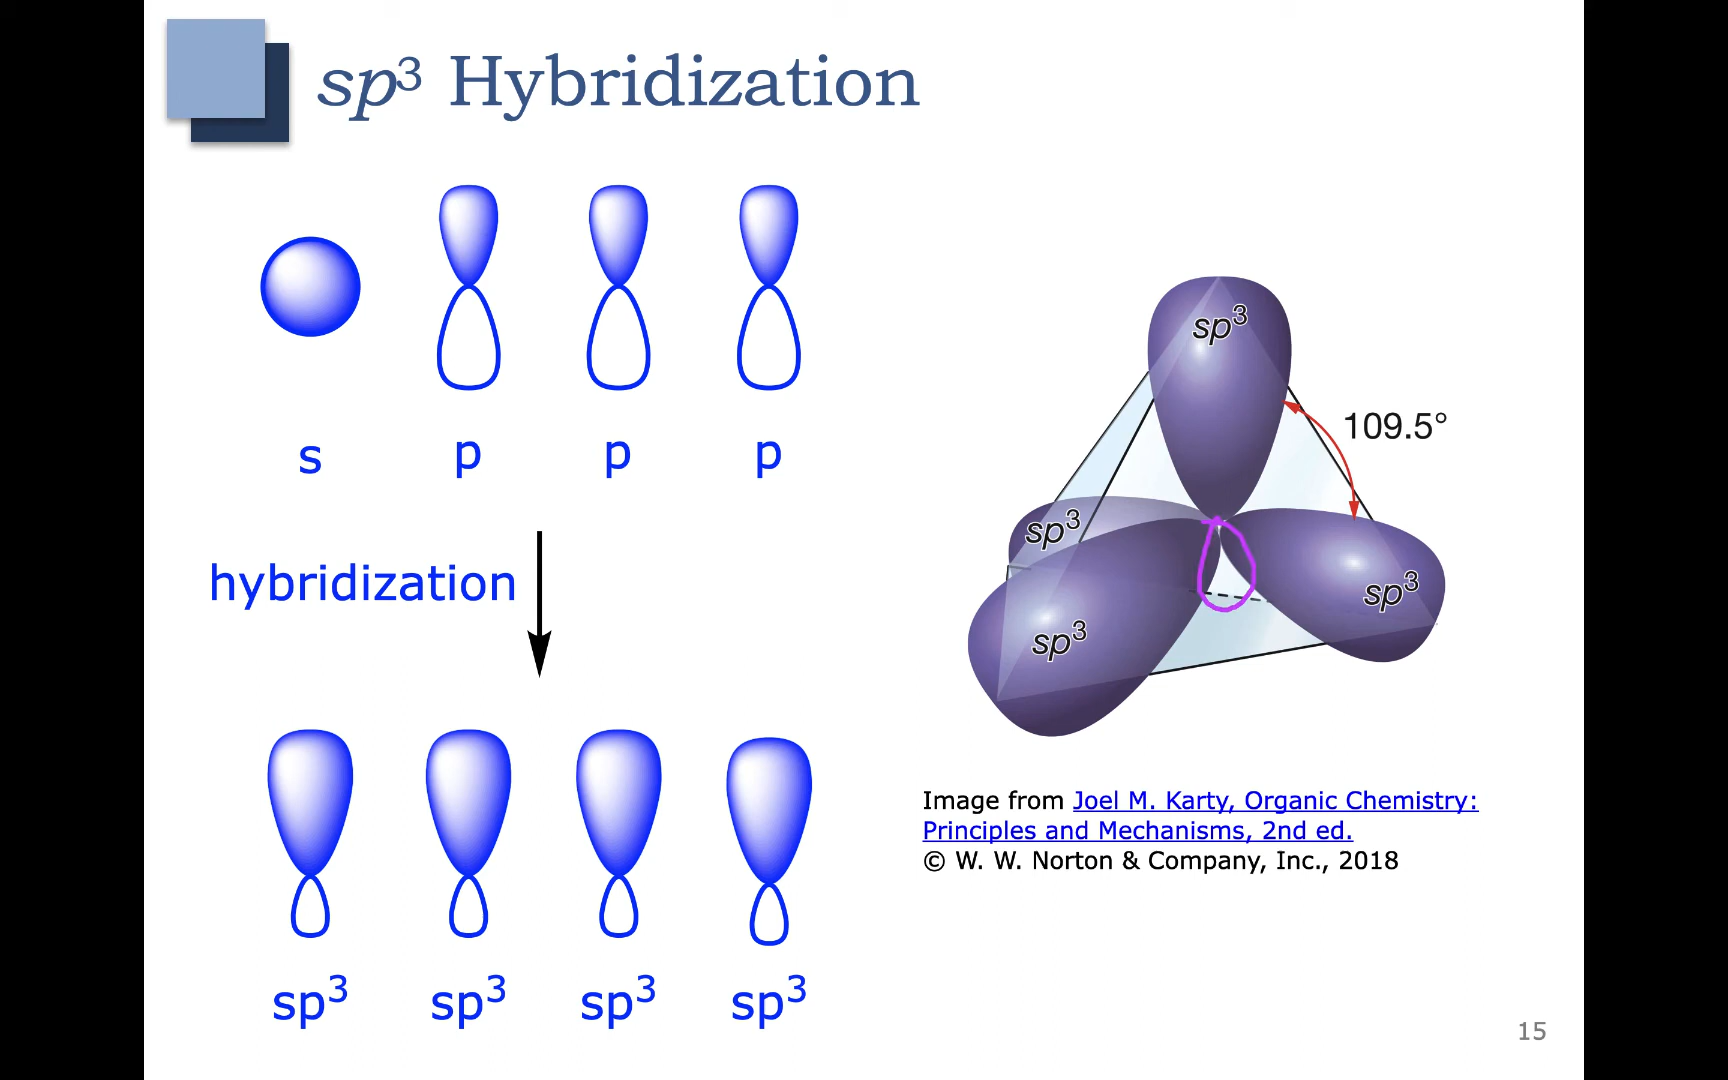 sp³ Hybridization
s p p p
hybridization
sp³ sp³ sp³ sp³
sp³
109.5°
sp³
sp³
sp³
Image from Joel M. Karty, Organic Chemistry:
Principles and Mechanisms, 2nd ed.
© W. W. Norton & Company, Inc., 2018
15